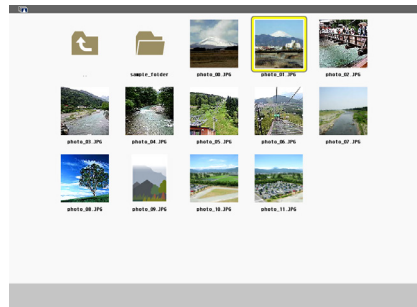 ..
sample_folder
photo_00.JPG
photo_01.JPG
photo_02.JPG
photo_03.JPG
photo_04.JPG
photo_05.JPG
photo_06.JPG
photo_07.JPG
photo_08.JPG
photo_09.JPG
photo_10.JPG
photo_11.JPG